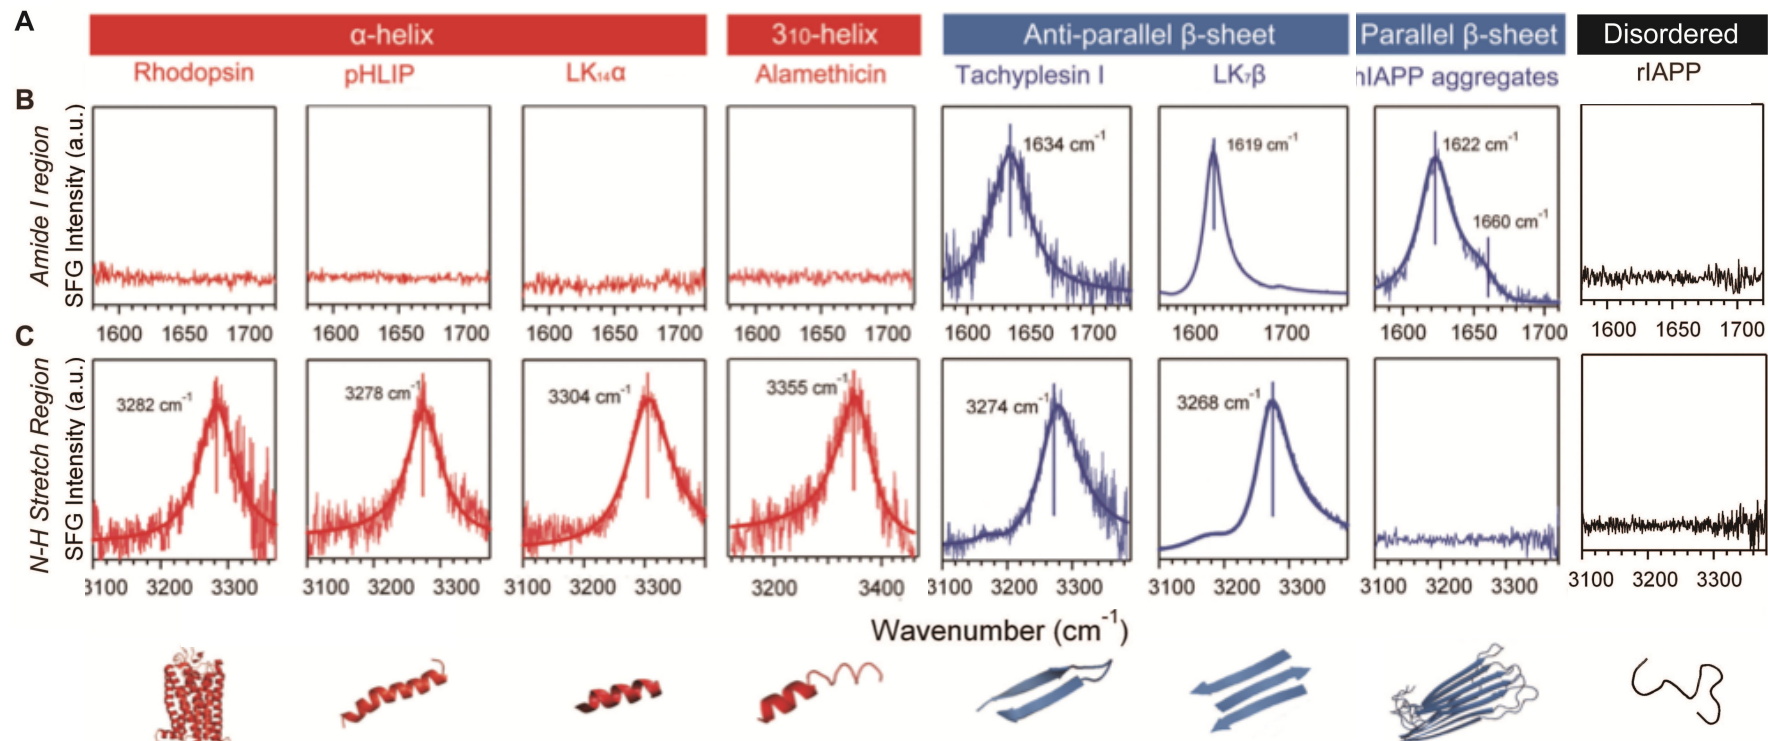 A
α-helix
3₁₀-helix
Anti-parallel β-sheet
Parallel β-sheet
Disordered
Rhodopsin
pHLIP
LK₁₄α
Alamethicin
Tachyplesin I
LK₇β
hIAPP aggregates
rIAPP
B
Amide I region
SFG Intensity (a.u.)
1634 cm⁻¹
1619 cm⁻¹
1622 cm⁻¹
1660 cm⁻¹
1600 1650 1700
1600 1650 1700
1600 1650 1700
1600 1650 1700
1600 1650 1700
1600 1700
1600 1650 1700
1600 1650 1700
C
N-H Stretch Region
SFG Intensity (a.u.)
3282 cm⁻¹
3278 cm⁻¹
3304 cm⁻¹
3355 cm⁻¹
3274 cm⁻¹
3268 cm⁻¹
3100 3200 3300
3100 3200 3300
3100 3200 3300
3200 3400
3100 3200 3300
3100 3200 3300
3100 3200 3300
3100 3200 3300
Wavenumber (cm⁻¹)